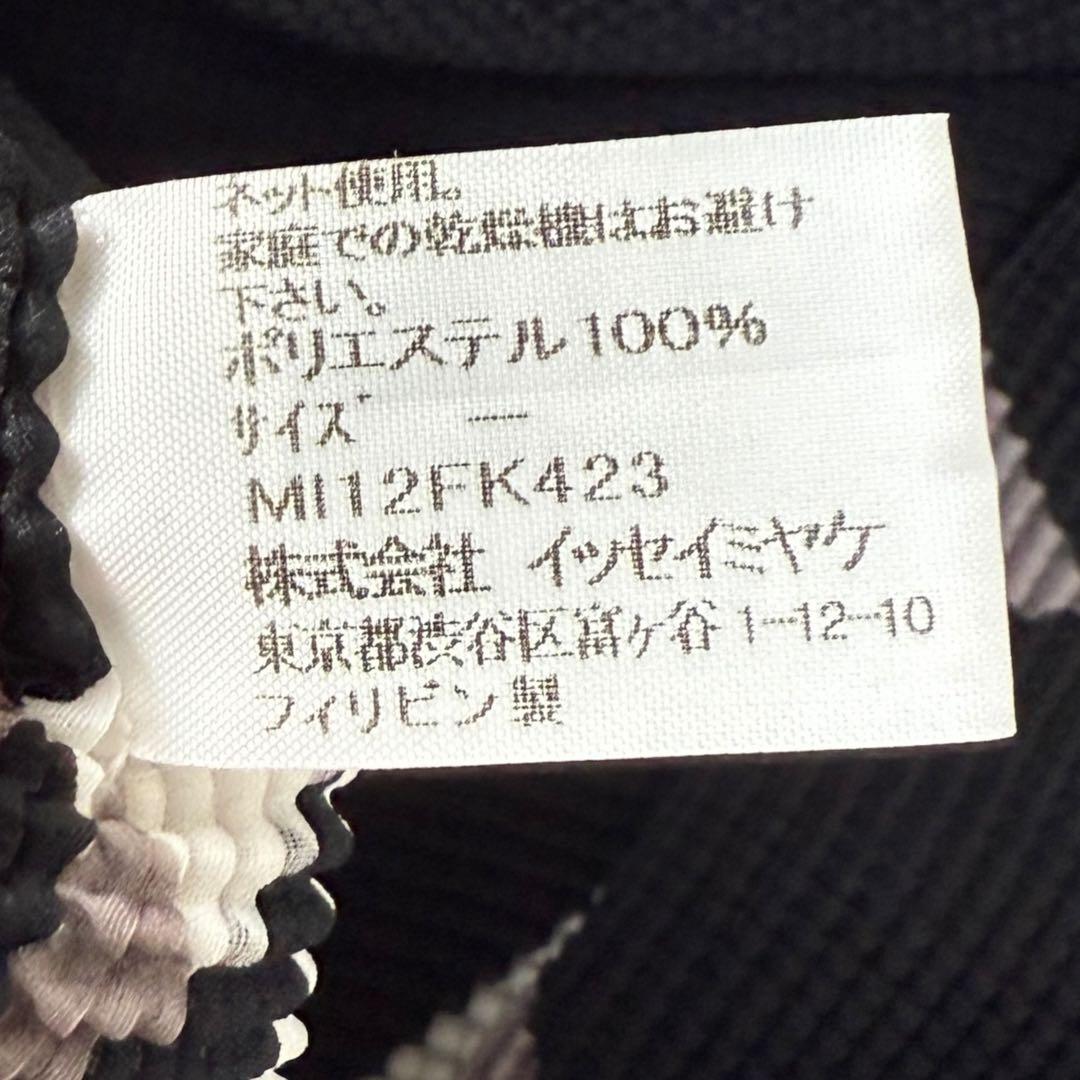 ネット使用。
家庭での乾燥機はお避け
下さい。
ポリエステル100%
サイズ ー
MI12FK423
株式会社 イッセイミヤケ
東京都渋谷区富ヶ谷1-12-10
フィリピン製